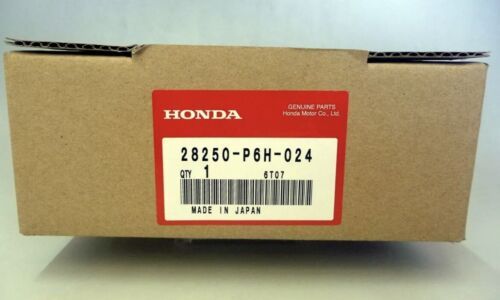 HONDA
GENUINE PARTS
Honda Motor Co., Ltd.
28250-P6H-024
QTY 1 6T07
MADE IN JAPAN